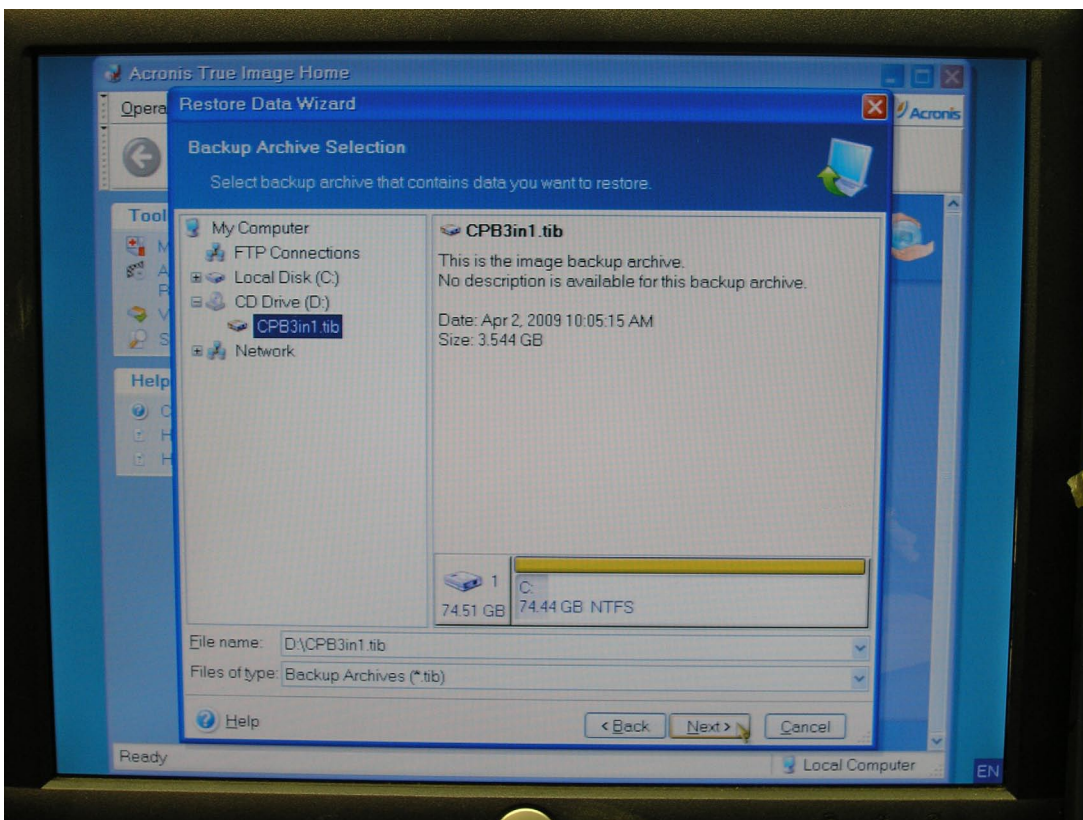 Acronis True Image Home
Opera
Acronis
Restore Data Wizard
Backup Archive Selection
Select backup archive that contains data you want to restore.
Tool
M
A
R
V
S
Help
C
H
H
My Computer
FTP Connections
Local Disk (C:)
CD Drive (D:)
CPB3in1.tib
Network
CPB3in1.tib
This is the image backup archive.
No description is available for this backup archive.
Date: Apr 2, 2009 10:05:15 AM
Size: 3.544 GB
1
74.51 GB
C:
74.44 GB NTFS
File name: D:\CPB3in1.tib
Files of type: Backup Archives (*.tib)
Help
< Back Next > Cancel
Ready
Local Computer
EN